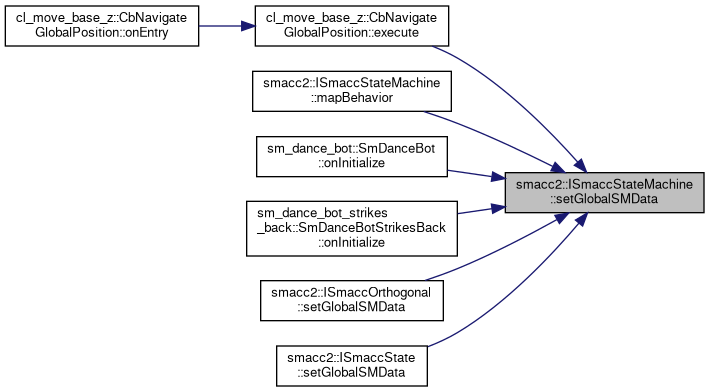 cl_move_base_z::CbNavigate
GlobalPosition::onEntry
cl_move_base_z::CbNavigate
GlobalPosition::execute
smacc2::ISmaccStateMachine
::mapBehavior
sm_dance_bot::SmDanceBot
::onInitialize
smacc2::ISmaccStateMachine
::setGlobalSMData
sm_dance_bot_strikes
_back::SmDanceBotStrikesBack
::onInitialize
smacc2::ISmaccOrthogonal
::setGlobalSMData
smacc2::ISmaccState
::setGlobalSMData